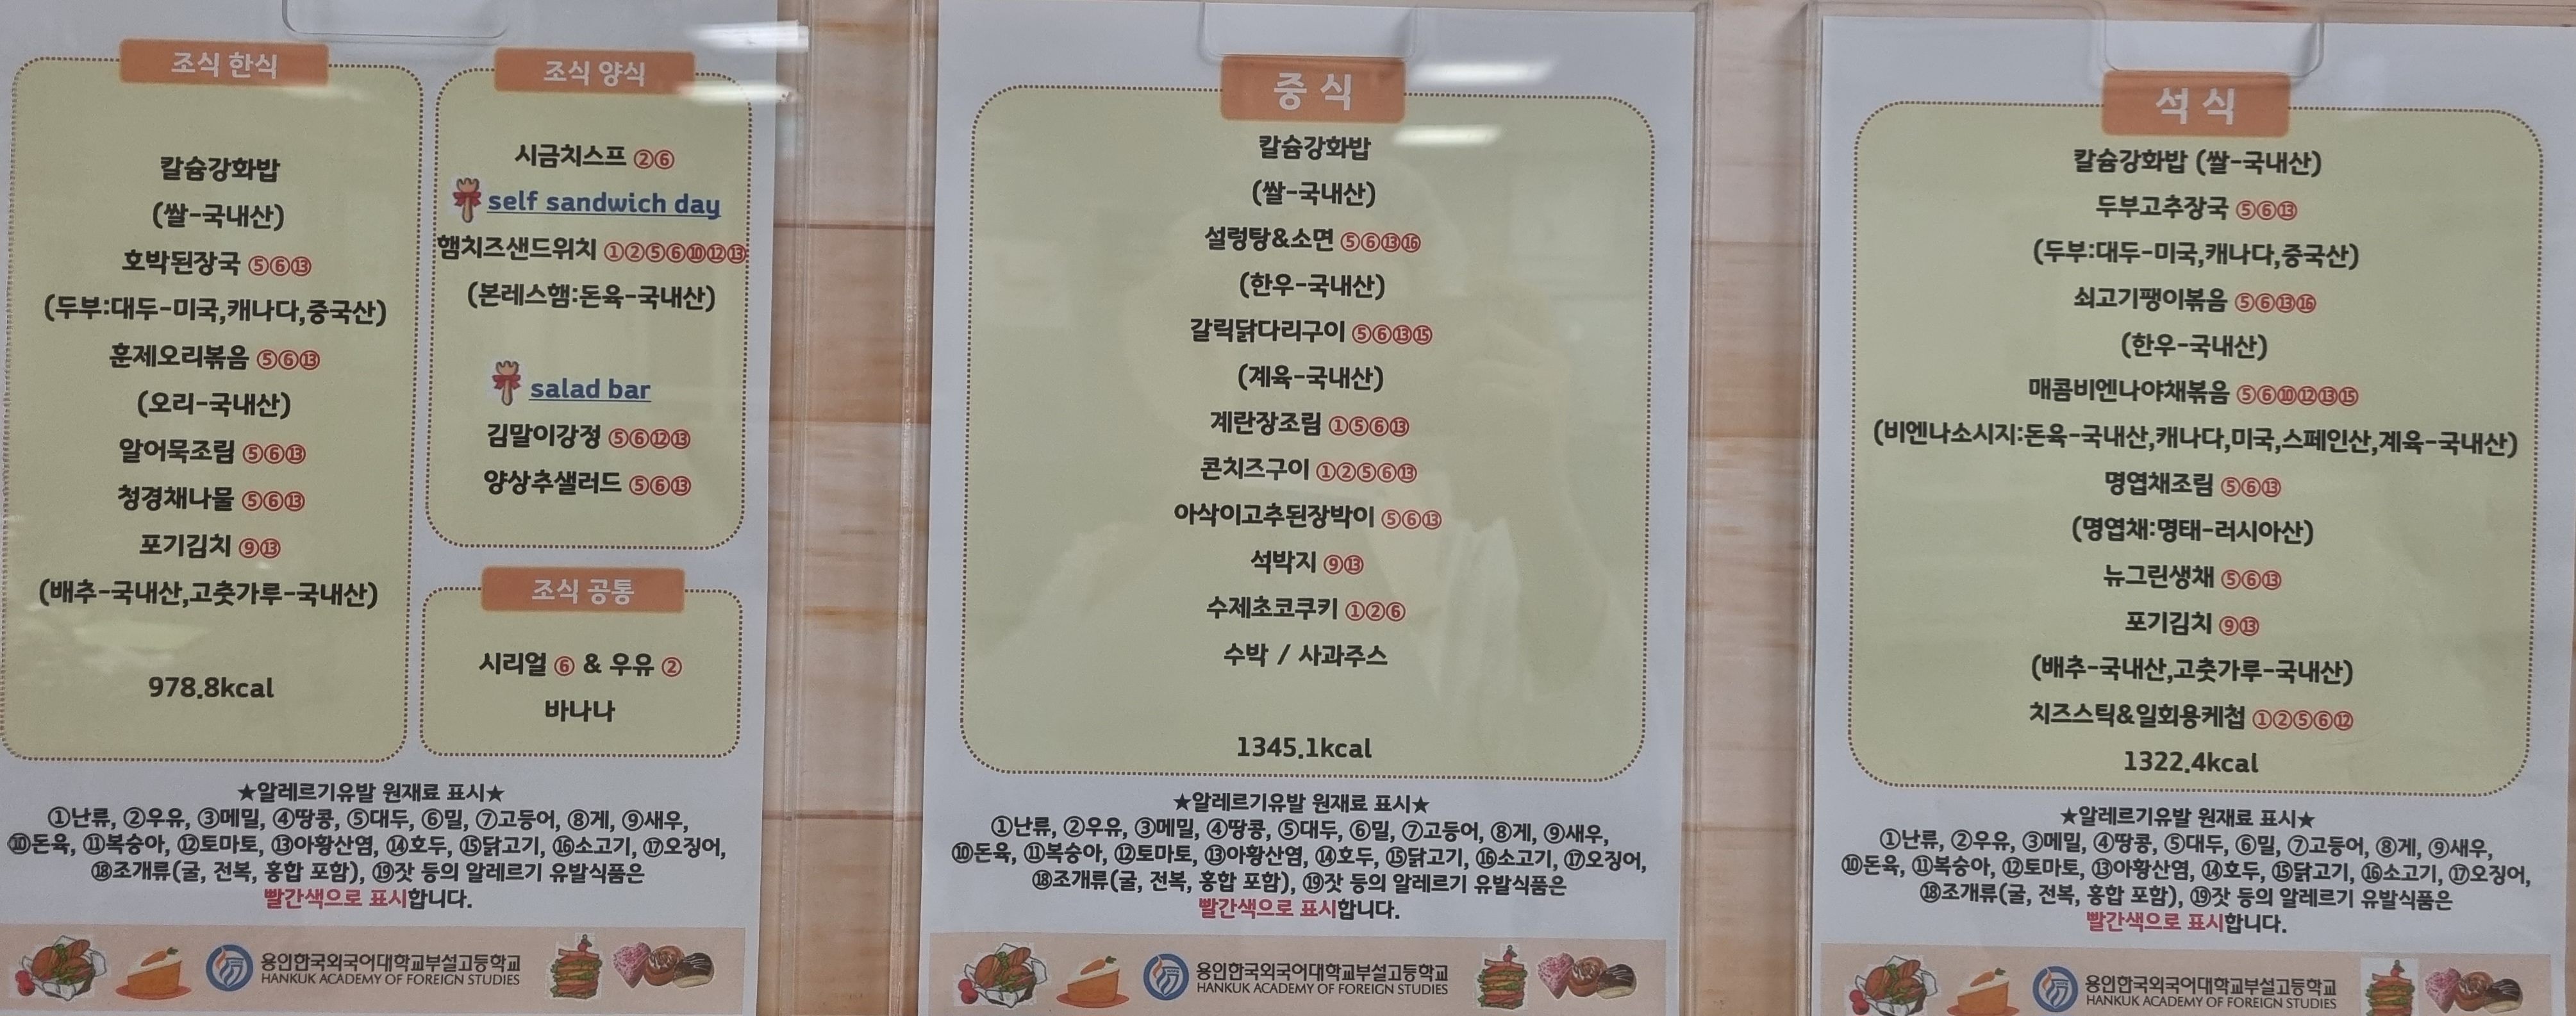 조식 한식
칼슘강화밥
(쌀-국내산)
호박된장국 ⑤⑥⑬
(두부:대두-미국,캐나다,중국산)
훈제오리볶음 ⑤⑥⑬
(오리-국내산)
알어묵조림 ⑤⑥⑬
청경채나물 ⑤⑥⑬
포기김치 ⑨⑬
(배추-국내산,고춧가루-국내산)
978.8kcal
조식 양식
시금치스프 ②⑥
self sandwich day
햄치즈샌드위치 ①②⑤⑥⑩⑫⑬
(본레스햄:돈육-국내산)
salad bar
김말이강정 ⑤⑥⑫⑬
양상추샐러드 ⑤⑥⑬
조식 공통
시리얼 ⑥ & 우유 ②
바나나
★알레르기유발 원재료 표시★
①난류, ②우유, ③메밀, ④땅콩, ⑤대두, ⑥밀, ⑦고등어, ⑧게, ⑨새우,
⑩돈육, ⑪복숭아, ⑫토마토, ⑬아황산염, ⑭호두, ⑮닭고기, ⑯소고기, ⑰오징어,
⑱조개류(굴, 전복, 홍합 포함), ⑲잣 등의 알레르기 유발식품은
빨간색으로 표시합니다.
용인한국외국어대학교부설고등학교
HANKUK ACADEMY OF FOREIGN STUDIES
중식
칼슘강화밥
(쌀-국내산)
설렁탕&소면 ⑤⑥⑬⑯
(한우-국내산)
갈릭닭다리구이 ⑤⑥⑬⑮
(계육-국내산)
계란장조림 ①⑤⑥⑬
콘치즈구이 ①②⑤⑥⑬
아삭이고추된장박이 ⑤⑥⑬
석박지 ⑨⑬
수제초코쿠키 ①②⑥
수박 / 사과주스
1345.1kcal
★알레르기유발 원재료 표시★
①난류, ②우유, ③메밀, ④땅콩, ⑤대두, ⑥밀, ⑦고등어, ⑧게, ⑨새우,
⑩돈육, ⑪복숭아, ⑫토마토, ⑬아황산염, ⑭호두, ⑮닭고기, ⑯소고기, ⑰오징어,
⑱조개류(굴, 전복, 홍합 포함), ⑲잣 등의 알레르기 유발식품은
빨간색으로 표시합니다.
용인한국외국어대학교부설고등학교
HANKUK ACADEMY OF FOREIGN STUDIES
석식
칼슘강화밥 (쌀-국내산)
두부고추장국 ⑤⑥⑬
(두부:대두-미국,캐나다,중국산)
쇠고기팽이볶음 ⑤⑥⑬⑯
(한우-국내산)
매콤비엔나야채볶음 ⑤⑥⑩⑫⑬⑮
(비엔나소시지:돈육-국내산,캐나다,미국,스페인산,계육-국내산)
명엽채조림 ⑤⑥⑬
(명엽채:명태-러시아산)
뉴그린생채 ⑤⑥⑬
포기김치 ⑨⑬
(배추-국내산,고춧가루-국내산)
치즈스틱&일회용케첩 ①②⑤⑥⑫
1322.4kcal
★알레르기유발 원재료 표시★
①난류, ②우유, ③메밀, ④땅콩, ⑤대두, ⑥밀, ⑦고등어, ⑧게, ⑨새우,
⑩돈육, ⑪복숭아, ⑫토마토, ⑬아황산염, ⑭호두, ⑮닭고기, ⑯소고기, ⑰오징어,
⑱조개류(굴, 전복, 홍합 포함), ⑲잣 등의 알레르기 유발식품은
빨간색으로 표시합니다.
용인한국외국어대학교부설고등학교
HANKUK ACADEMY OF FOREIGN STUDIES